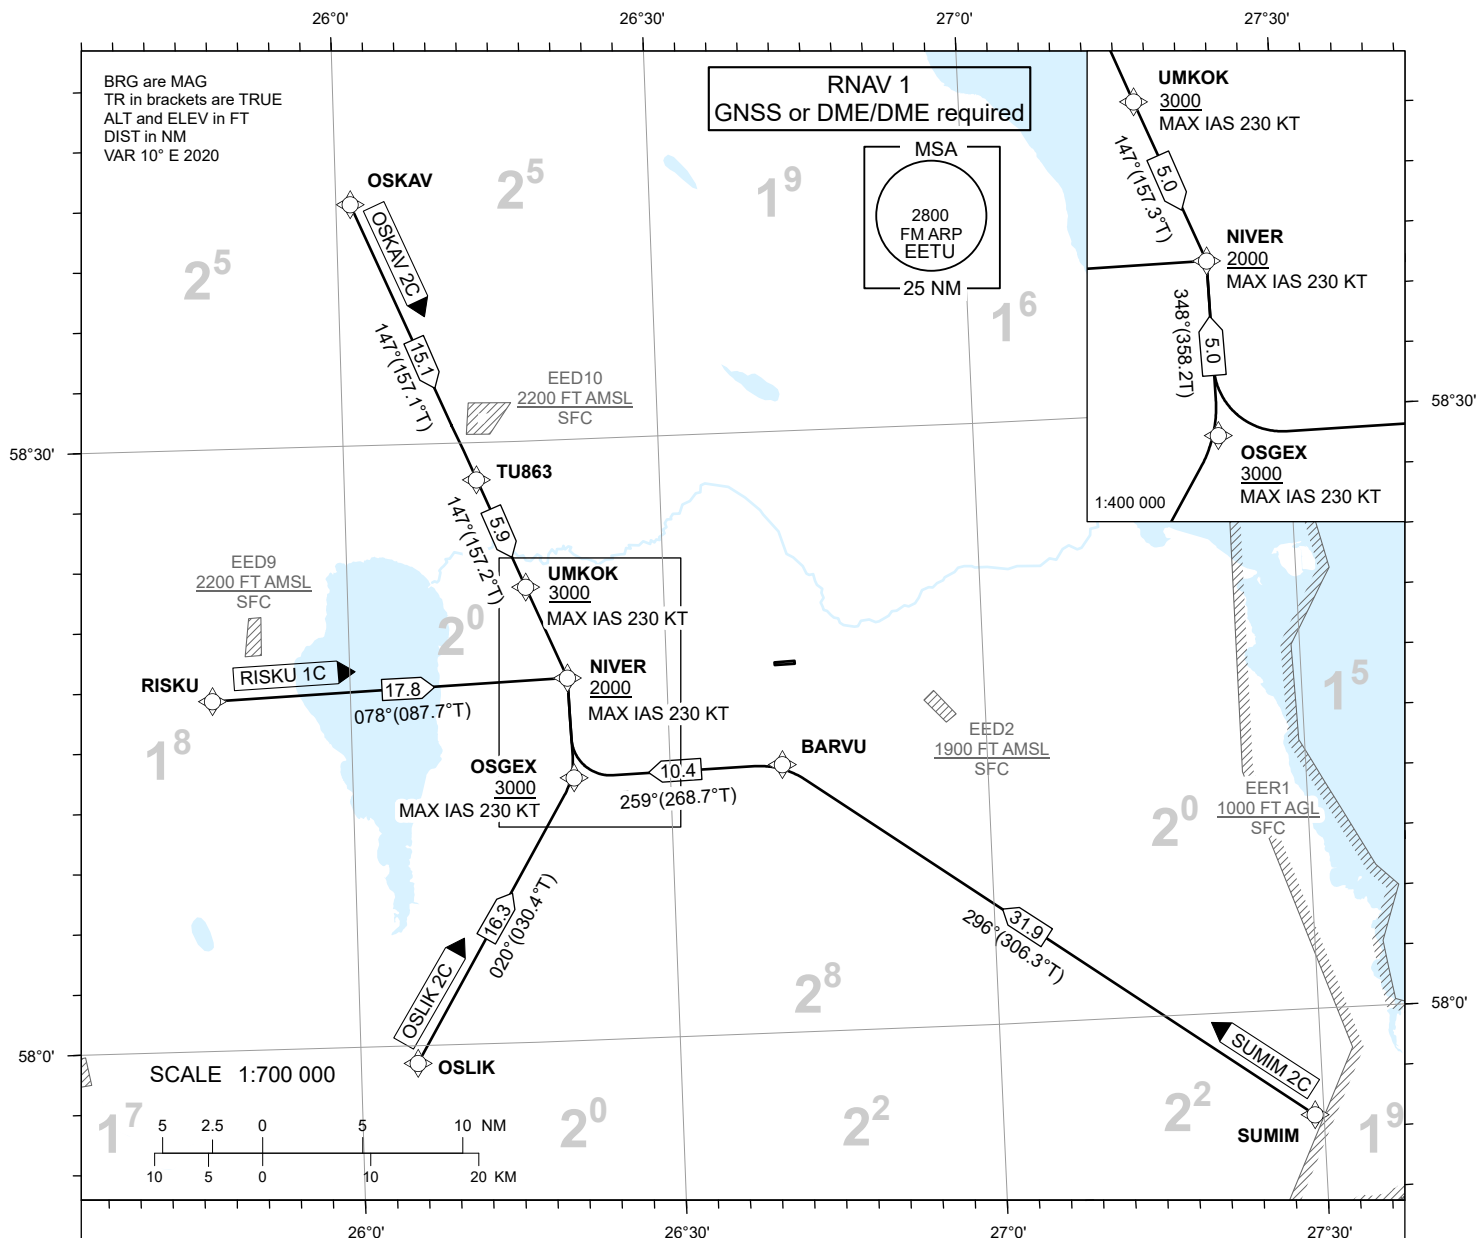 26°0'
26°30'
27°0'
27°30'
BRG are MAG
TR in brackets are TRUE
ALT and ELEV in FT
DIST in NM
VAR 10° E 2020
RNAV 1
GNSS or DME/DME required
MSA
2800
FM ARP
EETU
25 NM
UMKOK
3000
MAX IAS 230 KT
5.0
147°(157.3°T)
NIVER
2000
MAX IAS 230 KT
5.0
348°(358.2T)
OSGEX
3000
MAX IAS 230 KT
1:400 000
OSKAV
OSKAV 2C
2⁵
1⁹
2⁵
1⁶
15.1
147°(157.1°T)
EED10
2200 FT AMSL
SFC
58°30'
58°30'
TU863
5.9
147°(157.2°T)
EED9
2200 FT AMSL
SFC
UMKOK
3000
MAX IAS 230 KT
2⁰
RISKU
RISKU 1C
17.8
078°(087.7°T)
NIVER
2000
MAX IAS 230 KT
1⁵
1⁸
EED2
1900 FT AMSL
SFC
BARVU
OSGEX
3000
MAX IAS 230 KT
10.4
259°(268.7°T)
EER1
1000 FT AGL
SFC
2⁰
16.3
020°(030.4°T)
31.9
296°(306.3°T)
OSLIK 2C
2⁸
58°0'
58°0'
OSLIK
SUMIM 2C
SCALE 1:700 000
5 2.5 0 5 10 NM
10 5 0 10 20 KM
1⁷
2⁰
2²
2²
1⁹
SUMIM
26°0'
26°30'
27°0'
27°30'